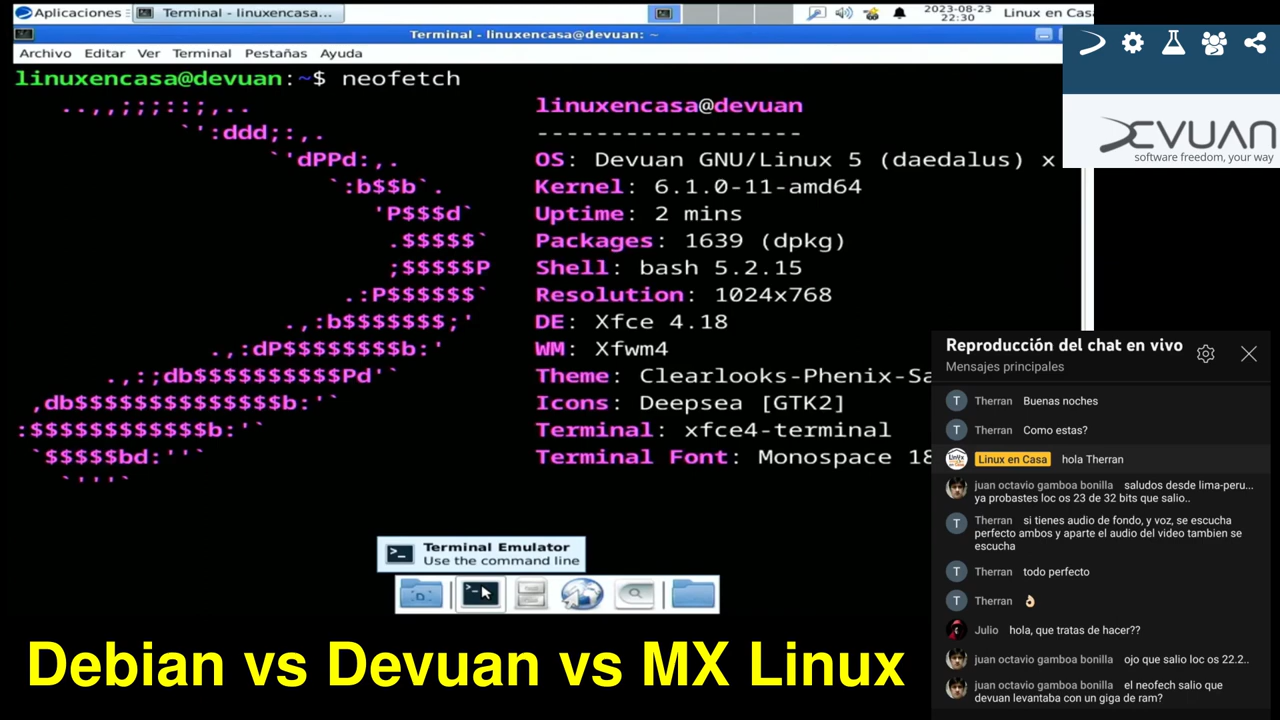 Aplicaciones
Terminal - linuxencasa...
2023-08-23
22:30
Linux en Cas
Terminal - linuxencasa@devuan: ~
Archivo Editar Ver Terminal Pestañas Ayuda
DEVUAN
software freedom, your way
linuxencasa@devuan:~$ neofetch
..,,;;;::;,..
`':ddd;:,.
`'dPPd:,.
`:b$$b`.
'P$$$d`
.$$$$$`
;$$$$$P
.:P$$$$$$`
.,:b$$$$$$$;'
.,:dP$$$$$$$$b:'
.,:;db$$$$$$$$$$Pd'`
,db$$$$$$$$$$$$$$b:'`
:$$$$$$$$$$$$b:'`
`$$$$$bd:''`
`'''`
linuxencasa@devuan
------------------
OS: Devuan GNU/Linux 5 (daedalus) x
Kernel: 6.1.0-11-amd64
Uptime: 2 mins
Packages: 1639 (dpkg)
Shell: bash 5.2.15
Resolution: 1024x768
DE: Xfce 4.18
WM: Xfwm4
Theme: Clearlooks-Phenix-Sa
Icons: Deepsea [GTK2]
Terminal: xfce4-terminal
Terminal Font: Monospace 18
Terminal Emulator
Use the command line
Debian vs Devuan vs MX Linux
Reproducción del chat en vivo
Mensajes principales
T Therran Buenas noches
T Therran Como estas?
Linux en Casa hola Therran
juan octavio gamboa bonilla saludos desde lima-peru...
ya probastes loc os 23 de 32 bits que salio..
T Therran si tienes audio de fondo, y voz, se escucha
perfecto ambos y aparte el audio del video tambien se
escucha
T Therran todo perfecto
T Therran 👌🏼
Julio hola, que tratas de hacer??
juan octavio gamboa bonilla ojo que salio loc os 22.2..
juan octavio gamboa bonilla el neofech salio que
devuan levantaba con un giga de ram?